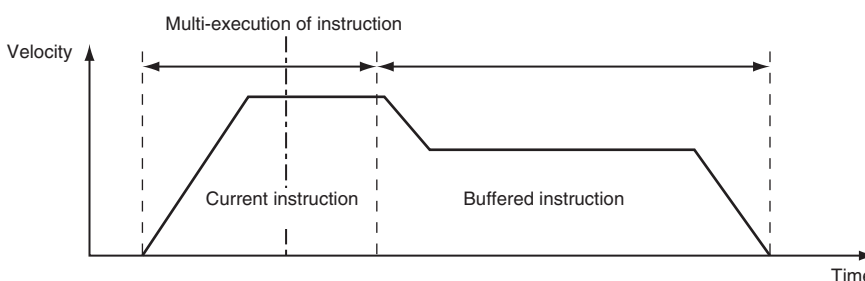 Multi-execution of instruction
Velocity
Current instruction
Buffered instruction
Time